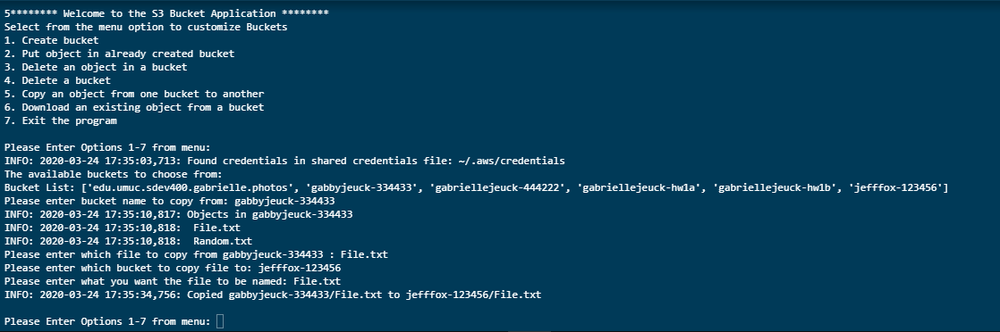 5******** Welcome to the S3 Bucket Application ********
Select from the menu option to customize Buckets
1. Create bucket
2. Put object in already created bucket
3. Delete an object in a bucket
4. Delete a bucket
5. Copy an object from one bucket to another
6. Download an existing object from a bucket
7. Exit the program
Please Enter Options 1-7 from menu:
INFO: 2020-03-24 17:35:03,713: Found credentials in shared credentials file: ~/.aws/credentials
The available buckets to choose from:
Bucket List: ['edu.umuc.sdev400.gabrielle.photos', 'gabbyjeuck-334433', 'gabriellejeuck-444222', 'gabriellejeuck-hw1a', 'gabriellejeuck-hw1b', 'jefffox-123456']
Please enter bucket name to copy from: gabbyjeuck-334433
INFO: 2020-03-24 17:35:10,817: Objects in gabbyjeuck-334433
INFO: 2020-03-24 17:35:10,818:  File.txt
INFO: 2020-03-24 17:35:10,818:  Random.txt
Please enter which file to copy from gabbyjeuck-334433 : File.txt
Please enter which bucket to copy file to: jefffox-123456
Please enter what you want the file to be named: File.txt
INFO: 2020-03-24 17:35:34,756: Copied gabbyjeuck-334433/File.txt to jefffox-123456/File.txt
Please Enter Options 1-7 from menu: